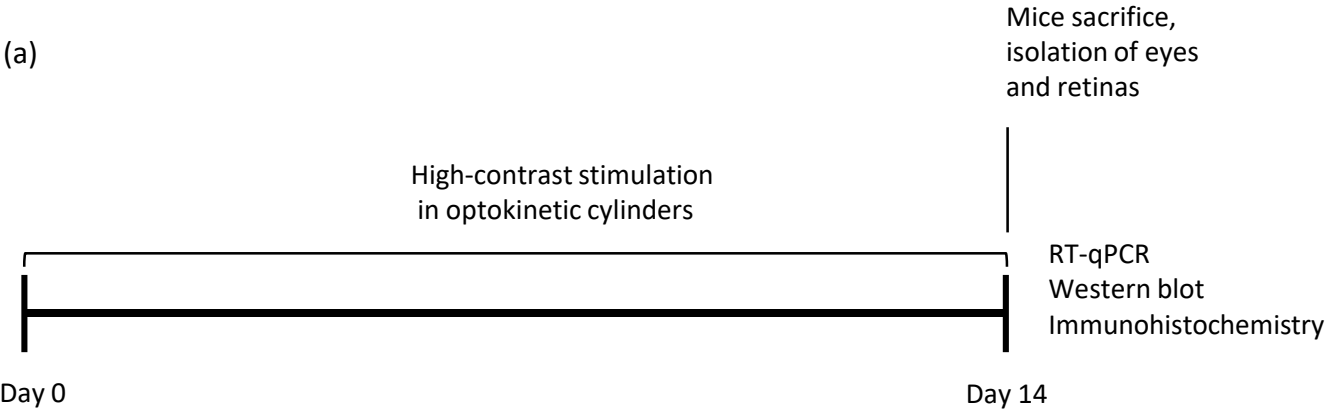 (a)
Mice sacrifice,
isolation of eyes
and retinas
High-contrast stimulation
in optokinetic cylinders
RT-qPCR
Western blot
Immunohistochemistry
Day 0
Day 14